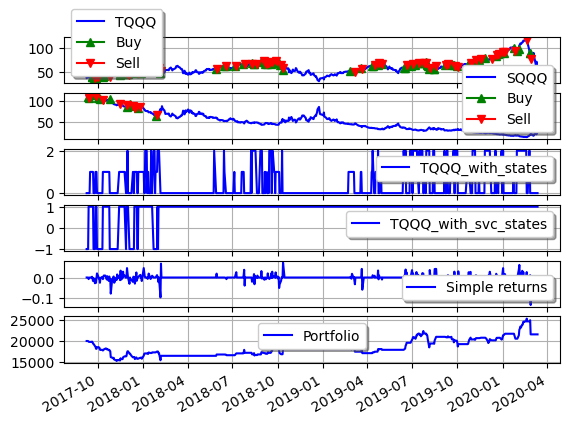 TQQQ
Buy
Sell
100
50
SQQQ
Buy
Sell
100
50
2
0
TQQQ_with_states
1
0
−1
TQQQ_with_svc_states
0.0
−0.1
Simple returns
25000
20000
15000
Portfolio
2017-10 2018-01 2018-04 2018-07 2018-10 2019-01 2019-04 2019-07 2019-10 2020-01 2020-04